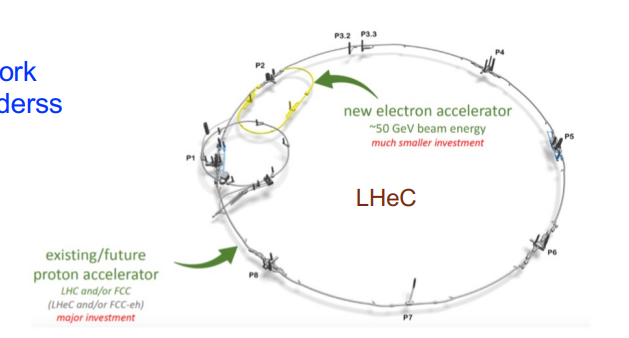 ork
derss
P3.2 P3.3
P2
P4
new electron accelerator
~50 GeV beam energy
much smaller investment
P5
P1
LHeC
existing/future
proton accelerator
LHC and/or FCC
(LHeC and/or FCC-eh)
major investment
P8
P6
P7